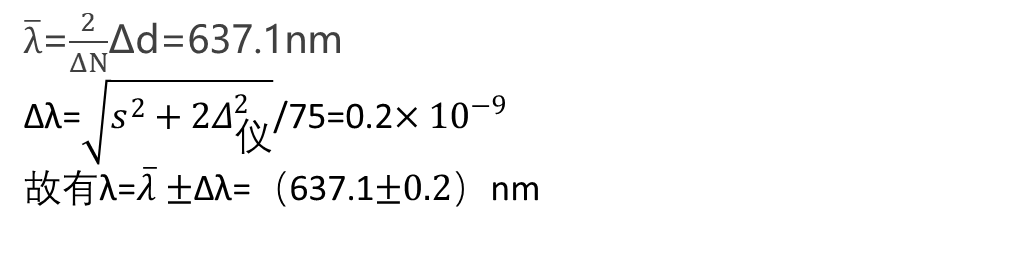 λ̄=2/ΔN Δd=637.1nm
Δλ=√(s²+2Δ²仪)/75=0.2× 10⁻⁹
故有λ=λ̄ ±Δλ=（637.1±0.2）nm